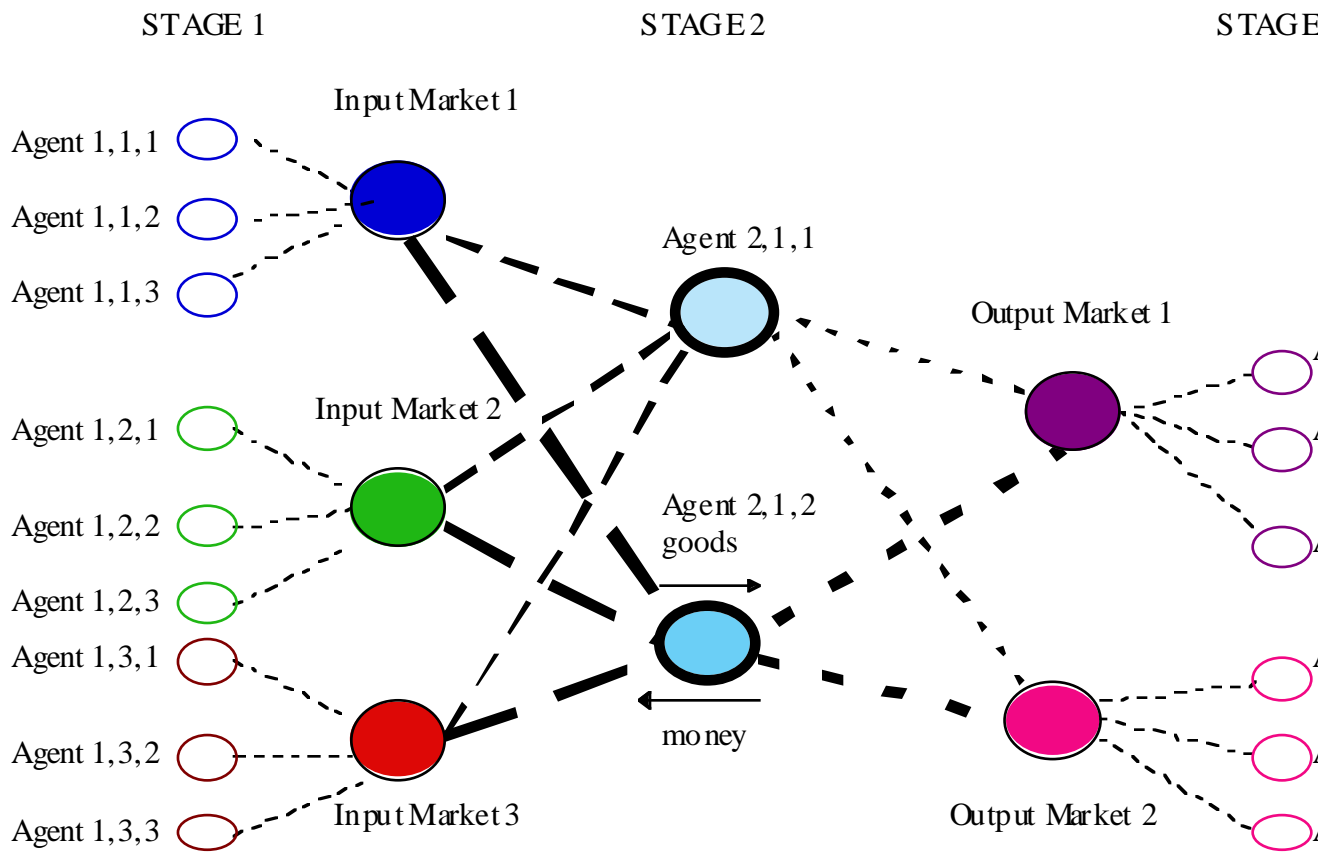 STAGE 1
STAGE 2
STAGE
Input Market 1
Agent 1,1,1
Agent 1,1,2
Agent 1,1,3
Agent 2,1,1
Output Market 1
A
Input Market 2
Agent 1,2,1
A
Agent 1,2,2
Agent 2,1,2
goods
A
Agent 1,2,3
Agent 1,3,1
A
money
Agent 1,3,2
A
Input Market 3
Output Market 2
Agent 1,3,3
A